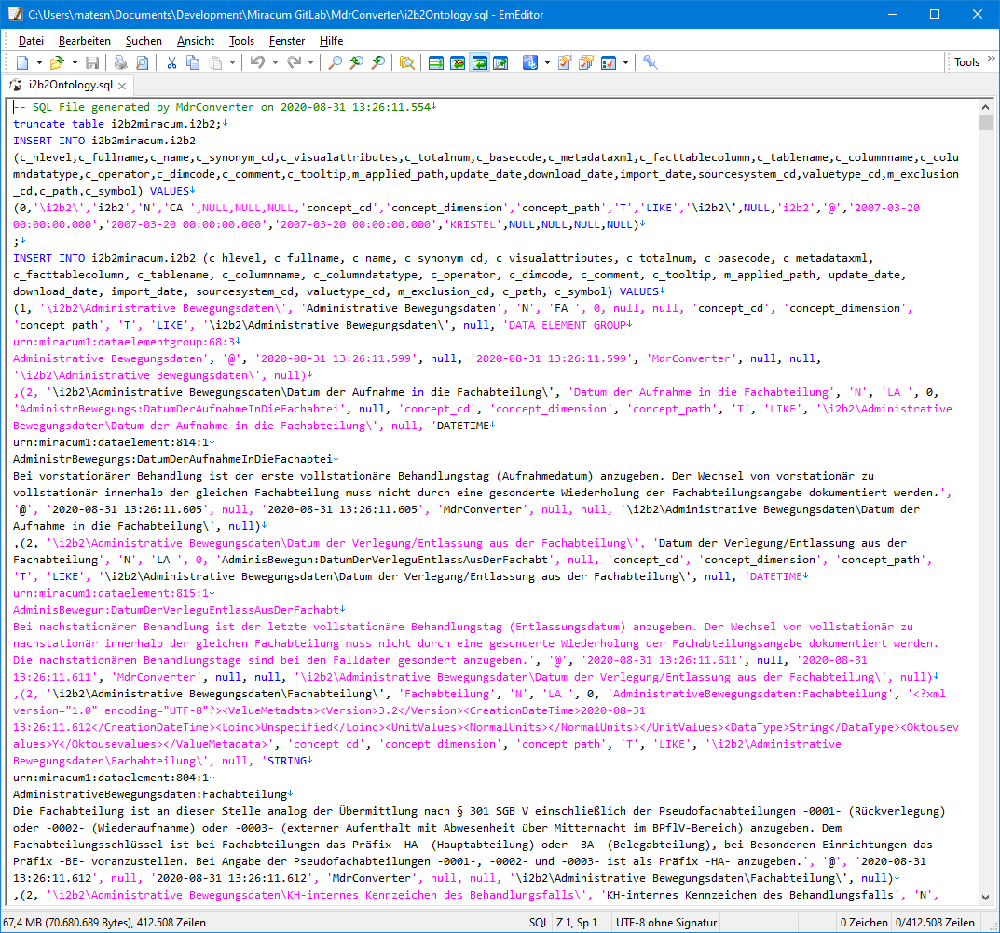 C:\Users\matesn\Documents\Development\Miracum GitLab\MdrConverter\i2b2Ontology.sql - EmEditor
Datei Bearbeiten Suchen Ansicht Tools Fenster Hilfe
Tools »
i2b2Ontology.sql
-- SQL File generated by MdrConverter on 2020-08-31 13:26:11.554↓
truncate table i2b2miracum.i2b2;↓
INSERT INTO i2b2miracum.i2b2
(c_hlevel,c_fullname,c_name,c_synonym_cd,c_visualattributes,c_totalnum,c_basecode,c_metadataxml,c_facttablecolumn,c_tablename,c_columnname,c_colu
mndatatype,c_operator,c_dimcode,c_comment,c_tooltip,m_applied_path,update_date,download_date,import_date,sourcesystem_cd,valuetype_cd,m_exclusion
_cd,c_path,c_symbol) VALUES↓
(0,'\i2b2\','i2b2','N','CA ',NULL,NULL,NULL,'concept_cd','concept_dimension','concept_path','T','LIKE','\i2b2\',NULL,'i2b2','@','2007-03-20
00:00:00.000','2007-03-20 00:00:00.000','2007-03-20 00:00:00.000','KRISTEL',NULL,NULL,NULL,NULL)↓
;↓
INSERT INTO i2b2miracum.i2b2 (c_hlevel, c_fullname, c_name, c_synonym_cd, c_visualattributes, c_totalnum, c_basecode, c_metadataxml,
c_facttablecolumn, c_tablename, c_columnname, c_columndatatype, c_operator, c_dimcode, c_comment, c_tooltip, m_applied_path, update_date,
download_date, import_date, sourcesystem_cd, valuetype_cd, m_exclusion_cd, c_path, c_symbol) VALUES↓
(1, '\i2b2\Administrative Bewegungsdaten\', 'Administrative Bewegungsdaten', 'N', 'FA ', 0, null, null, 'concept_cd', 'concept_dimension',
'concept_path', 'T', 'LIKE', '\i2b2\Administrative Bewegungsdaten\', null, 'DATA ELEMENT GROUP↓
urn:miracum1:dataelementgroup:68:3↓
Administrative Bewegungsdaten', '@', '2020-08-31 13:26:11.599', null, '2020-08-31 13:26:11.599', 'MdrConverter', null, null,
'\i2b2\Administrative Bewegungsdaten\', null)↓
,(2, '\i2b2\Administrative Bewegungsdaten\Datum der Aufnahme in die Fachabteilung\', 'Datum der Aufnahme in die Fachabteilung', 'N', 'LA ', 0,
'AdministrBewegungs:DatumDerAufnahmeInDieFachabtei', null, 'concept_cd', 'concept_dimension', 'concept_path', 'T', 'LIKE', '\i2b2\Administrative
Bewegungsdaten\Datum der Aufnahme in die Fachabteilung\', null, 'DATETIME↓
urn:miracum1:dataelement:814:1↓
AdministrBewegungs:DatumDerAufnahmeInDieFachabtei↓
Bei vorstationärer Behandlung ist der erste vollstationäre Behandlungstag (Aufnahmedatum) anzugeben. Der Wechsel von vorstationär zu
vollstationär innerhalb der gleichen Fachabteilung muss nicht durch eine gesonderte Wiederholung der Fachabteilungsangabe dokumentiert werden.',
'@', '2020-08-31 13:26:11.605', null, '2020-08-31 13:26:11.605', 'MdrConverter', null, null, '\i2b2\Administrative Bewegungsdaten\Datum der
Aufnahme in die Fachabteilung\', null)↓
,(2, '\i2b2\Administrative Bewegungsdaten\Datum der Verlegung/Entlassung aus der Fachabteilung\', 'Datum der Verlegung/Entlassung aus der
Fachabteilung', 'N', 'LA ', 0, 'AdminisBewegun:DatumDerVerleguEntlassAusDerFachabt', null, 'concept_cd', 'concept_dimension', 'concept_path',
'T', 'LIKE', '\i2b2\Administrative Bewegungsdaten\Datum der Verlegung/Entlassung aus der Fachabteilung\', null, 'DATETIME↓
urn:miracum1:dataelement:815:1↓
AdminisBewegun:DatumDerVerleguEntlassAusDerFachabt↓
Bei nachstationärer Behandlung ist der letzte vollstationäre Behandlungstag (Entlassungsdatum) anzugeben. Der Wechsel von vollstationär zu
nachstationär innerhalb der gleichen Fachabteilung muss nicht durch eine gesonderte Wiederholung der Fachabteilungsangabe dokumentiert werden.
Die nachstationären Behandlungstage sind bei den Falldaten gesondert anzugeben.', '@', '2020-08-31 13:26:11.611', null, '2020-08-31
13:26:11.611', 'MdrConverter', null, null, '\i2b2\Administrative Bewegungsdaten\Datum der Verlegung/Entlassung aus der Fachabteilung\', null)↓
,(2, '\i2b2\Administrative Bewegungsdaten\Fachabteilung\', 'Fachabteilung', 'N', 'LA ', 0, 'AdministrativeBewegungsdaten:Fachabteilung', '<?xml
version="1.0" encoding="UTF-8"?><ValueMetadata><Version>3.2</Version><CreationDateTime>2020-08-31
13:26:11.612</CreationDateTime><Loinc>Unspecified</Loinc><UnitValues><NormalUnits></NormalUnits></UnitValues><DataType>String</DataType><Oktousev
alues>Y</Oktousevalues></ValueMetadata>', 'concept_cd', 'concept_dimension', 'concept_path', 'T', 'LIKE', '\i2b2\Administrative
Bewegungsdaten\Fachabteilung\', null, 'STRING↓
urn:miracum1:dataelement:804:1↓
AdministrativeBewegungsdaten:Fachabteilung↓
Die Fachabteilung ist an dieser Stelle analog der Übermittlung nach § 301 SGB V einschließlich der Pseudofachabteilungen -0001- (Rückverlegung)
oder -0002- (Wiederaufnahme) oder -0003- (externer Aufenthalt mit Abwesenheit über Mitternacht im BPflV-Bereich) anzugeben. Dem
Fachabteilungsschlüssel ist bei Fachabteilungen das Präfix -HA- (Hauptabteilung) oder -BA- (Belegabteilung), bei Besonderen Einrichtungen das
Präfix -BE- voranzustellen. Bei Angabe der Pseudofachabteilungen -0001-, -0002- und -0003- ist als Präfix -HA- anzugeben.', '@', '2020-08-31
13:26:11.612', null, '2020-08-31 13:26:11.612', 'MdrConverter', null, null, '\i2b2\Administrative Bewegungsdaten\Fachabteilung\', null)↓
,(2, '\i2b2\Administrative Bewegungsdaten\KH-internes Kennzeichen des Behandlungsfalls\', 'KH-internes Kennzeichen des Behandlungsfalls', 'N',
67,4 MB (70.680.689 Bytes), 412.508 Zeilen SQL Z 1, Sp 1 UTF-8 ohne Signatur 0 Zeichen 0/412.508 Zeilen